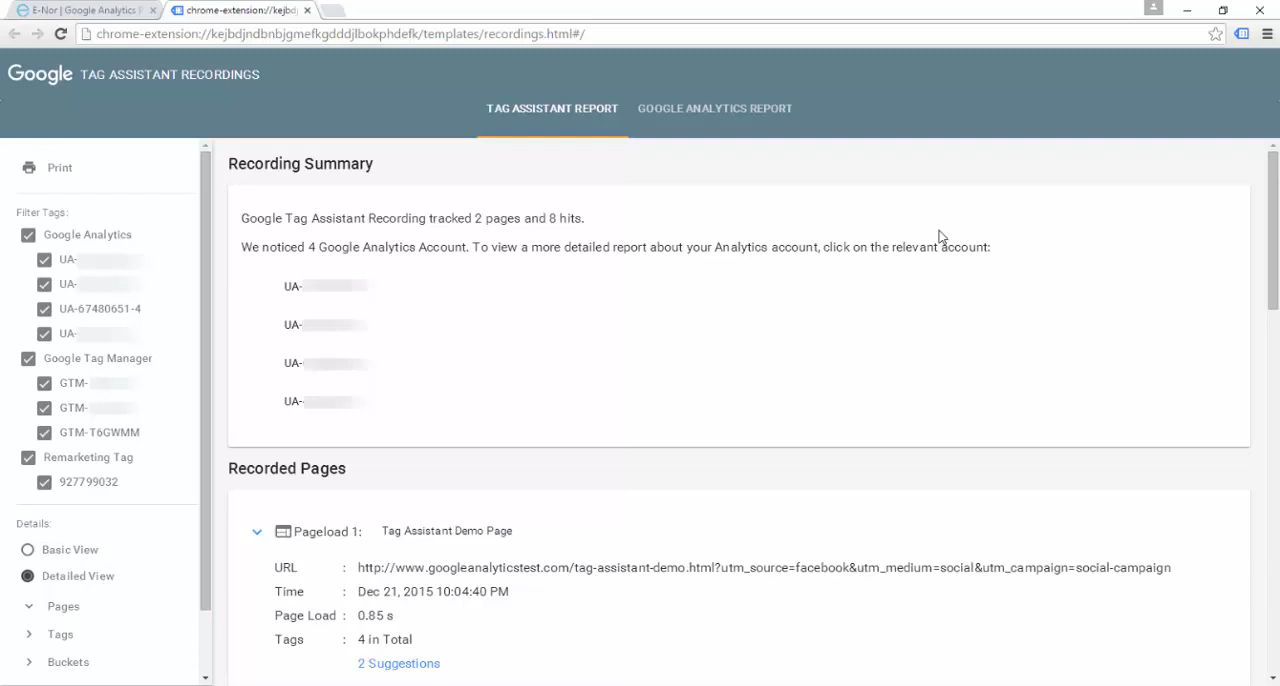 E-Nor | Google Analytics
chrome-extension://kejbdj
chrome-extension://kejbdjndbnbjgmefkgdddjlbokphdefk/templates/recordings.html#/
Google TAG ASSISTANT RECORDINGS
TAG ASSISTANT REPORT GOOGLE ANALYTICS REPORT
Print
Filter Tags:
Google Analytics
UA-
UA-
UA-67480651-4
UA-
Google Tag Manager
GTM-
GTM-
GTM-T6GWMM
Remarketing Tag
927799032
Details:
Basic View
Detailed View
Pages
Tags
Buckets
Recording Summary
Google Tag Assistant Recording tracked 2 pages and 8 hits.
We noticed 4 Google Analytics Account. To view a more detailed report about your Analytics account, click on the relevant account:
UA-
UA-
UA-
UA-
Recorded Pages
Pageload 1: Tag Assistant Demo Page
URL : http://www.googleanalyticstest.com/tag-assistant-demo.html?utm_source=facebook&utm_medium=social&utm_campaign=social-campaign
Time : Dec 21, 2015 10:04:40 PM
Page Load : 0.85 s
Tags : 4 in Total
2 Suggestions